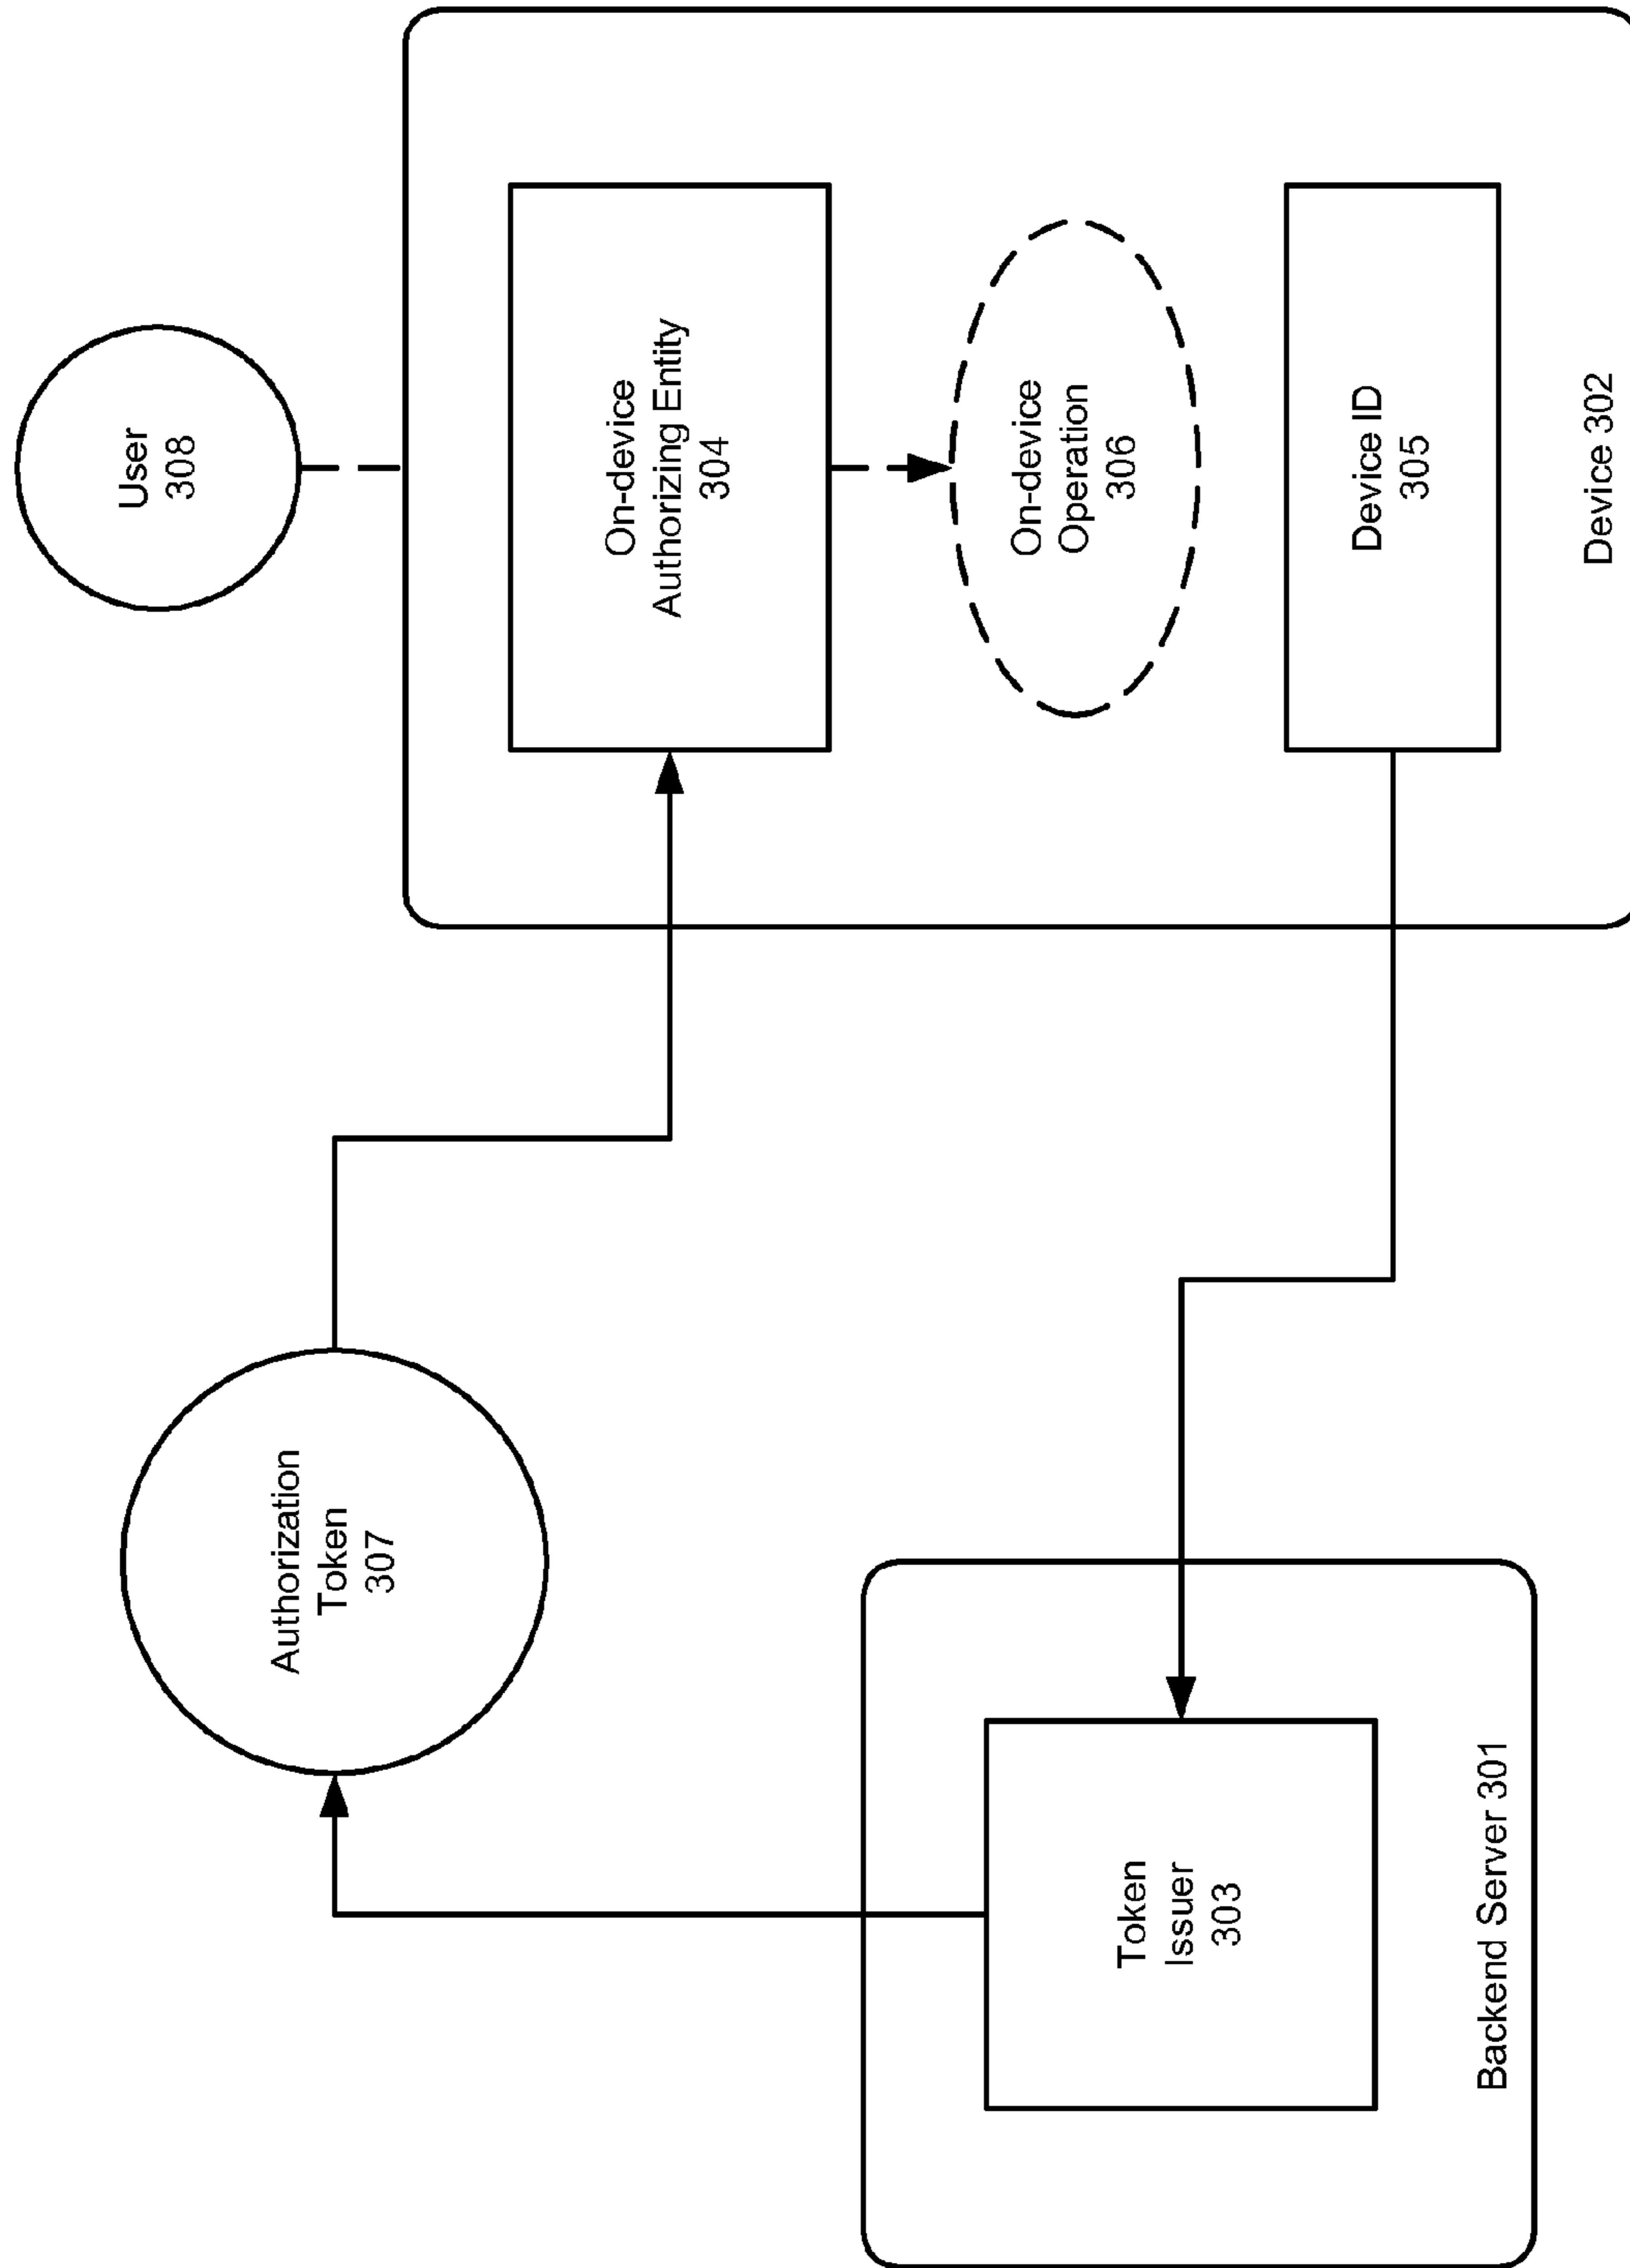 User
308
Authorization
Token
307
On-device
Authorizing Entity
304
On-device
Operation
306
Token
Issuer
303
Device ID
305
Backend Server 301
Device 302